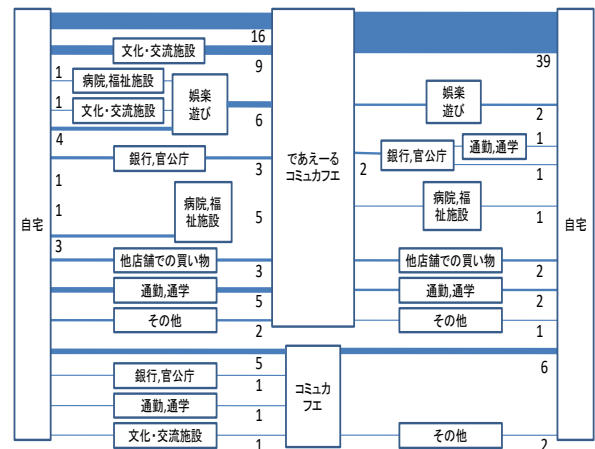 16
文化・交流施設
9
1
病院,福祉施設
1
文化・交流施設
娯楽
遊び
4
6
銀行,官公庁
3
1
1
病院,福
祉施設
5
自宅
3
他店舗での買い物
3
通勤,通学
5
その他
2
であえーる
コミュカフエ
39
娯楽
遊び
2
2
銀行,官公庁
通勤,通学
1
1
病院,福
祉施設
1
自宅
他店舗での買い物
2
通勤,通学
2
その他
1
5
銀行,官公庁
1
通勤,通学
1
文化・交流施設
1
コミュカ
フエ
6
その他
2